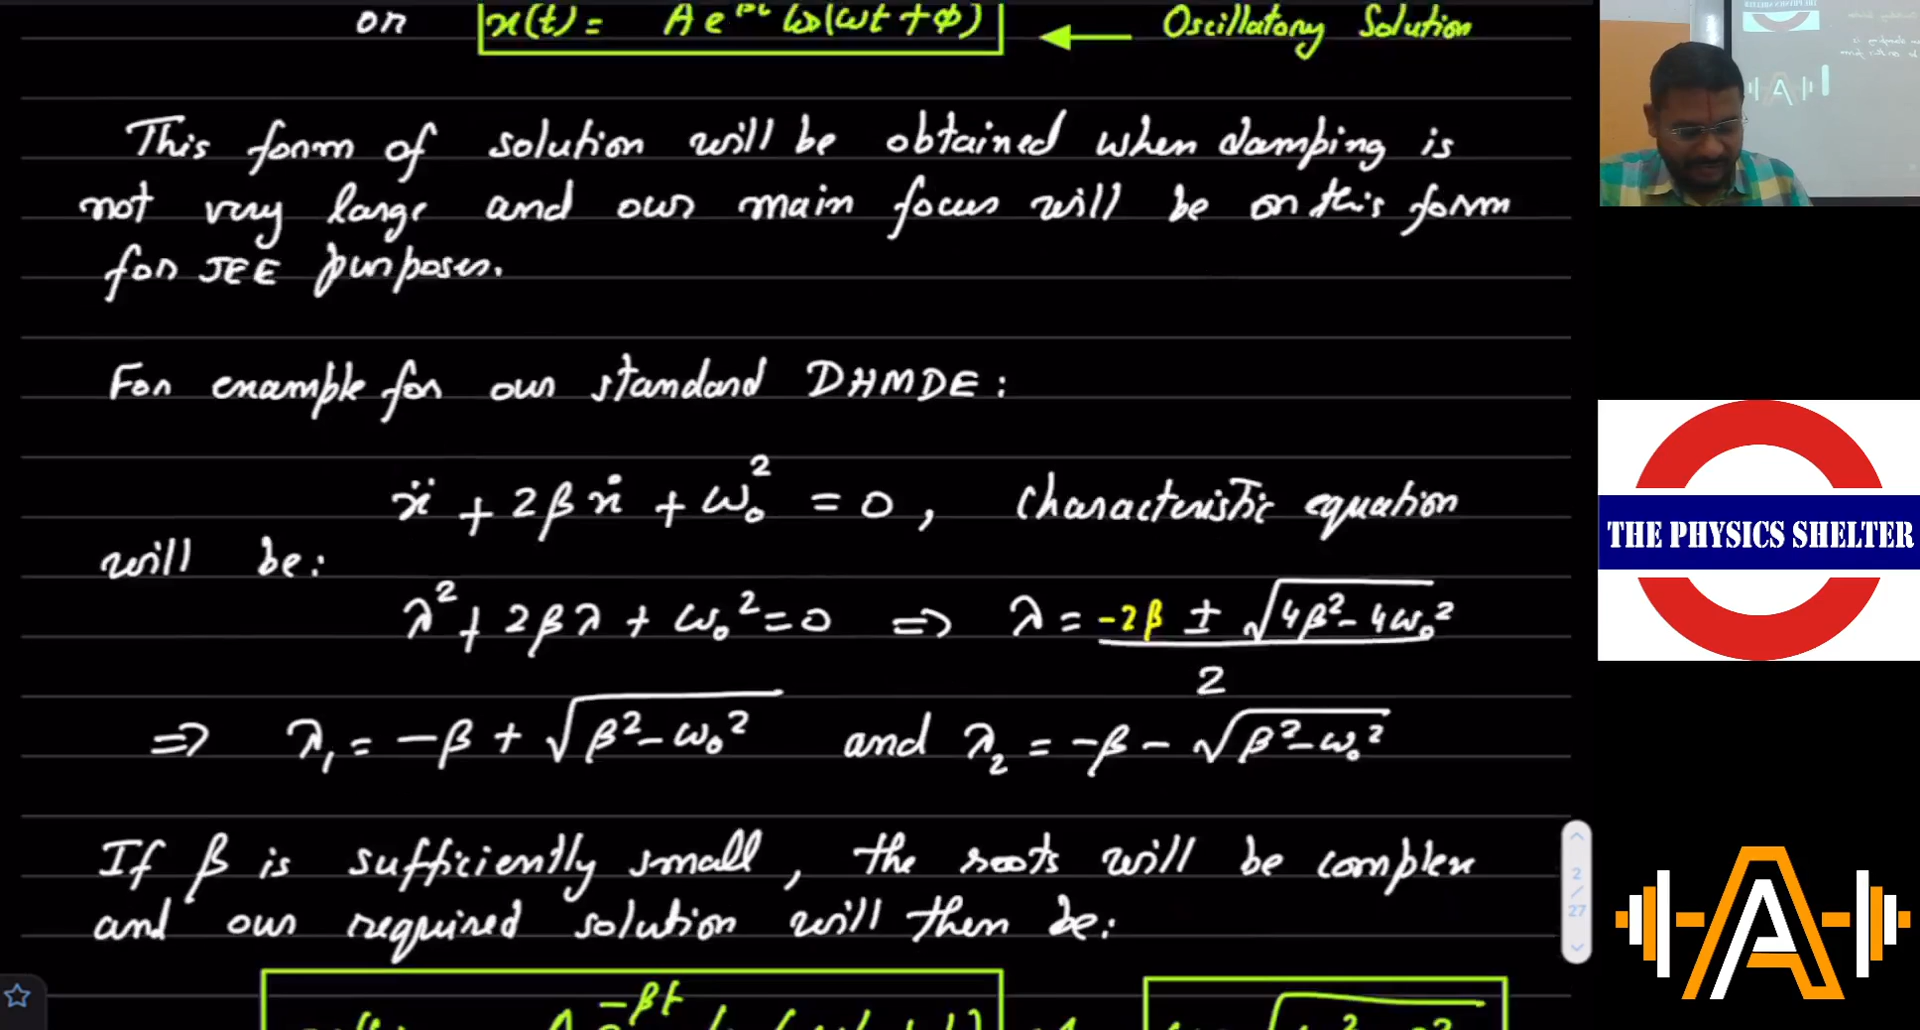 or x(t) = A e^{βt} cos(ωt + φ) ← Oscillatory Solution
This form of solution will be obtained when damping is
not very large and our main focus will be on this form
for JEE purposes.
For example for our standard DHMDE:
ẍ + 2βẋ + ω₀² = 0, characteristic equation
will be:
λ² + 2βλ + ω₀² = 0 ⇒ λ = (-2β ± √(4β² - 4ω₀²)) / 2
⇒ λ₁ = -β + √(β² - ω₀²) and λ₂ = -β - √(β² - ω₀²)
If β is sufficiently small, the roots will be complex
and our required solution will then be:
THE PHYSICS SHELTER
2
/
27